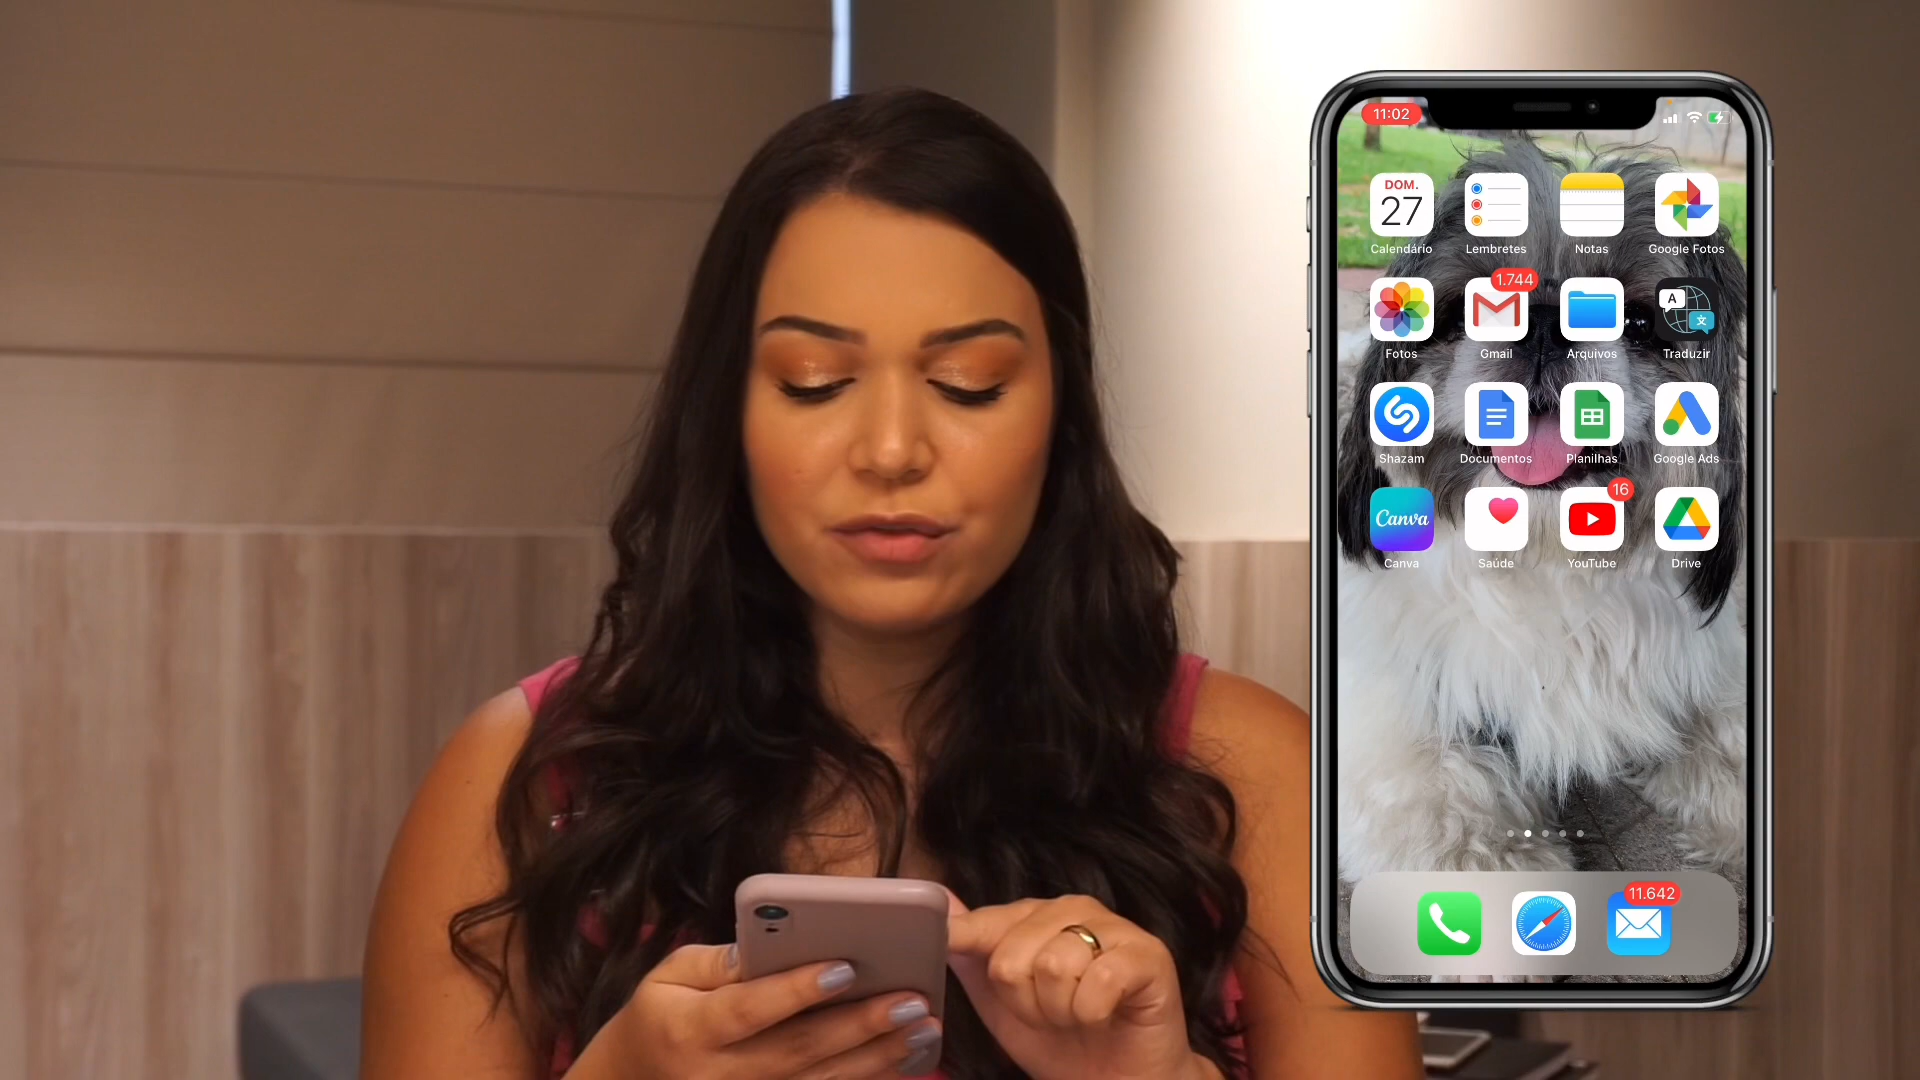 11:02
DOM.
27
Calendário
Lembretes
Notas
Google Fotos
1.744
Fotos
Gmail
Arquivos
A
文
Traduzir
Shazam
Documentos
Planilhas
Google Ads
Canva
16
Canva
Saúde
YouTube
Drive
11.642